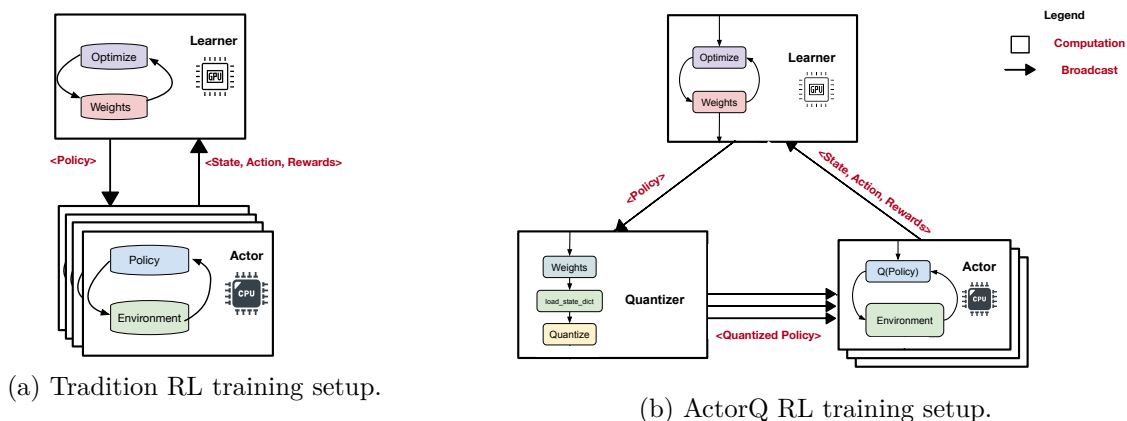 Learner
Optimize
GPU
Weights
<Policy>
<State, Action, Rewards>
Policy
Actor
CPU
Environment
(a) Tradition RL training setup.
Legend
Computation
Broadcast
Optimize
Learner
GPU
Weights
<Policy>
<State, Action, Rewards>
Weights
load_state_dict
Quantizer
Quantize
<Quantized Policy>
Q(Policy)
Actor
CPU
Environment
(b) ActorQ RL training setup.